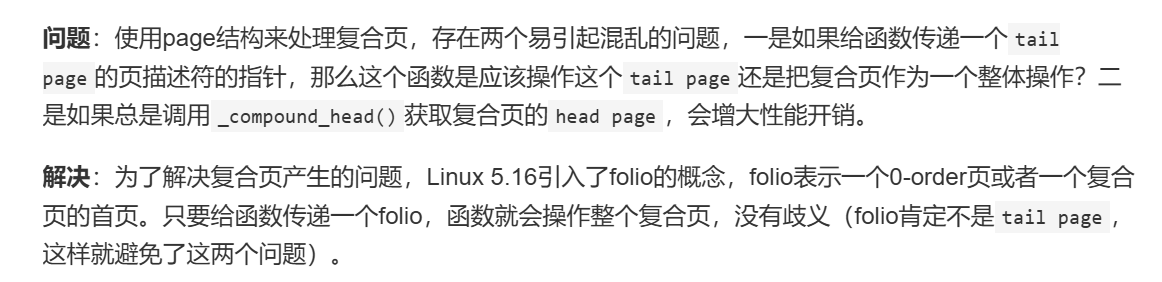 问题：使用page结构来处理复合页，存在两个易引起混乱的问题，一是如果给函数传递一个 tail
page 的页描述符的指针，那么这个函数是应该操作这个 tail page 还是把复合页作为一个整体操作？二
是如果总是调用 _compound_head() 获取复合页的 head page ，会增大性能开销。
解决：为了解决复合页产生的问题，Linux 5.16引入了folio的概念，folio表示一个0-order页或者一个复合
页的首页。只要给函数传递一个folio，函数就会操作整个复合页，没有歧义（folio肯定不是 tail page ，
这样就避免了这两个问题）。